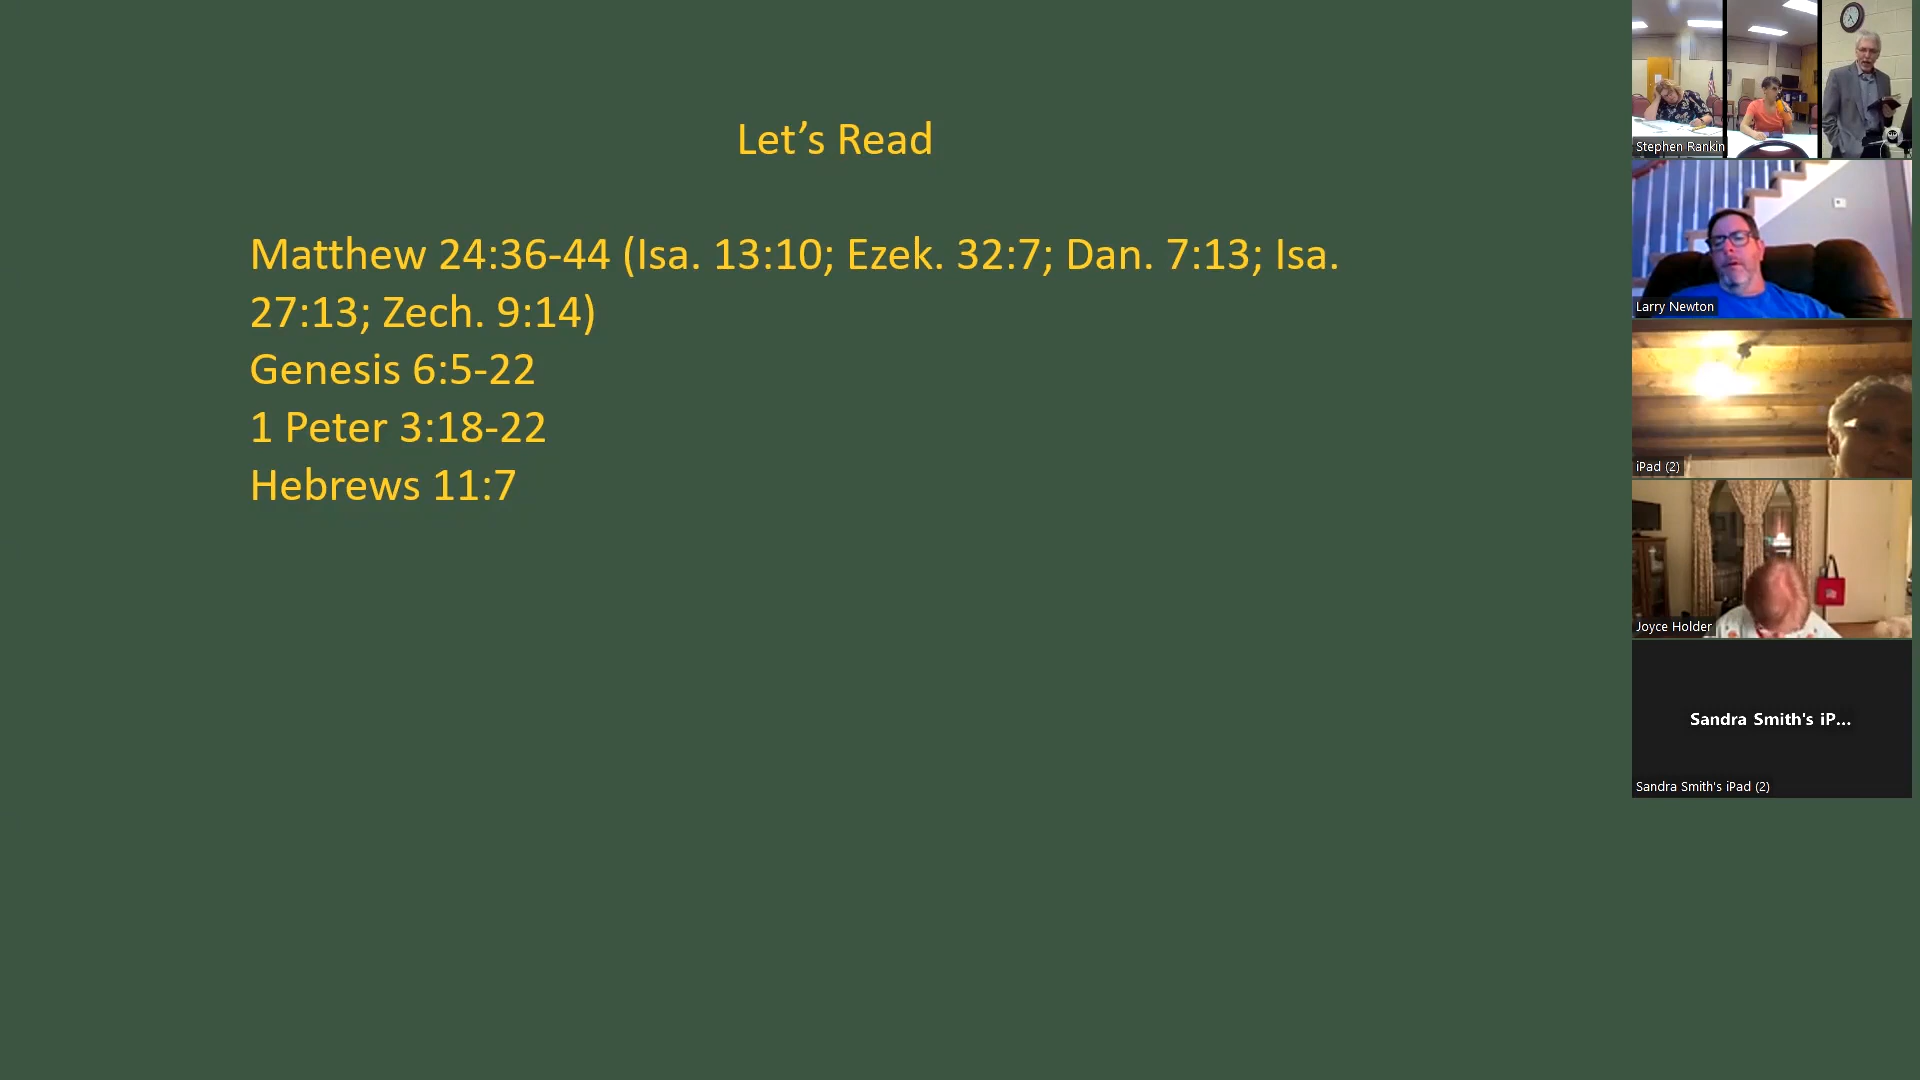 Let’s Read
Matthew 24:36-44 (Isa. 13:10; Ezek. 32:7; Dan. 7:13; Isa.
27:13; Zech. 9:14)
Genesis 6:5-22
1 Peter 3:18-22
Hebrews 11:7
Stephen Rankin
Larry Newton
iPad (2)
Joyce Holder
Sandra Smith's iP...
Sandra Smith's iPad (2)